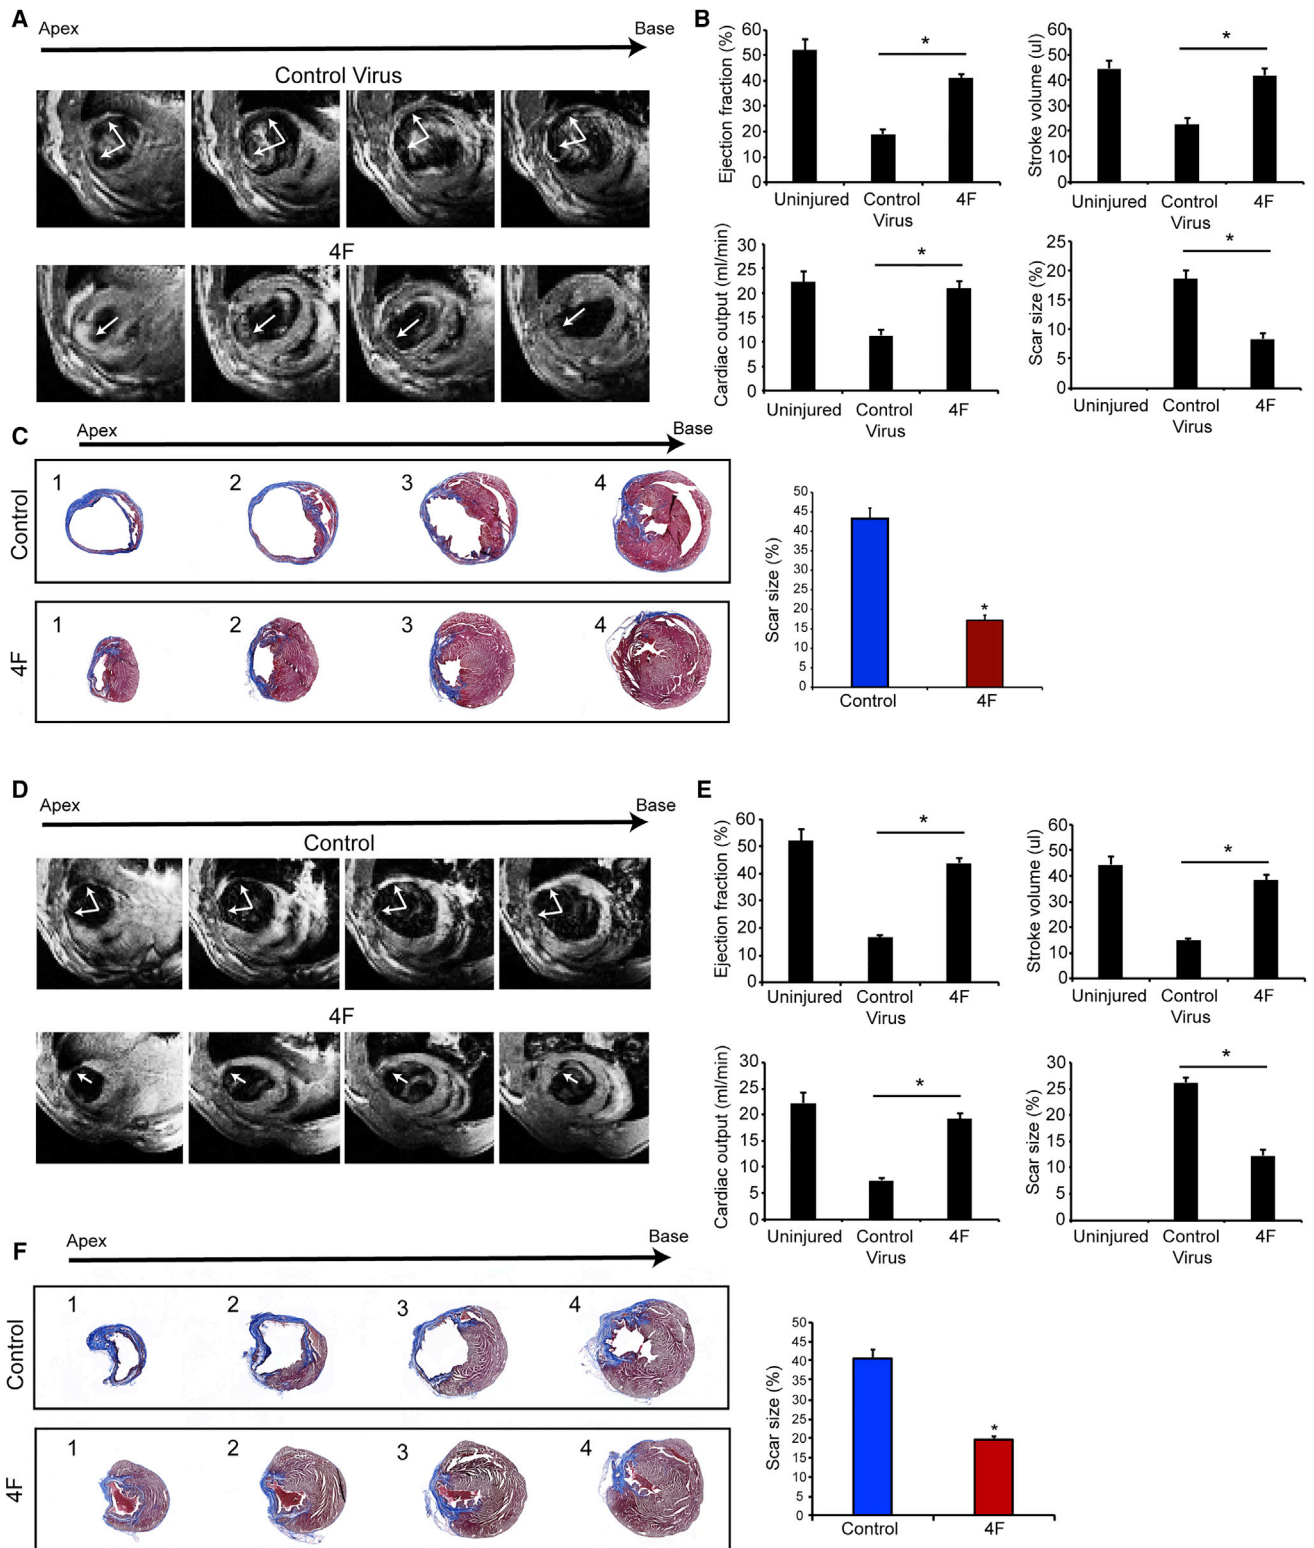 A
Apex
Base
Control Virus
4F
B
Ejection fraction (%)
60
50
40
30
20
10
0
*
Uninjured
Control
Virus
4F
Stroke volume (ul)
60
50
40
30
20
10
0
*
Uninjured
Control
Virus
4F
Cardiac output (ml/min)
30
25
20
15
10
5
0
*
Uninjured
Control
Virus
4F
Scar size (%)
25
20
15
10
5
0
*
Uninjured
Control
Virus
4F
C
Apex
Base
Control
1
2
3
4
4F
1
2
3
4
Scar size (%)
50
45
40
35
30
25
20
15
10
5
0
*
Control
4F
D
Apex
Base
Control
4F
E
Ejection fraction (%)
60
50
40
30
20
10
0
*
Uninjured
Control
Virus
4F
Stroke volume (ul)
60
50
40
30
20
10
0
*
Uninjured
Control
Virus
4F
Cardiac output (ml/min)
30
25
20
15
10
5
0
*
Uninjured
Control
Virus
4F
Scar size (%)
30
25
20
15
10
5
0
*
Uninjured
Control
Virus
4F
F
Apex
Base
Control
1
2
3
4
4F
1
2
3
4
Scar size (%)
50
45
40
35
30
25
20
15
10
5
0
*
Control
4F